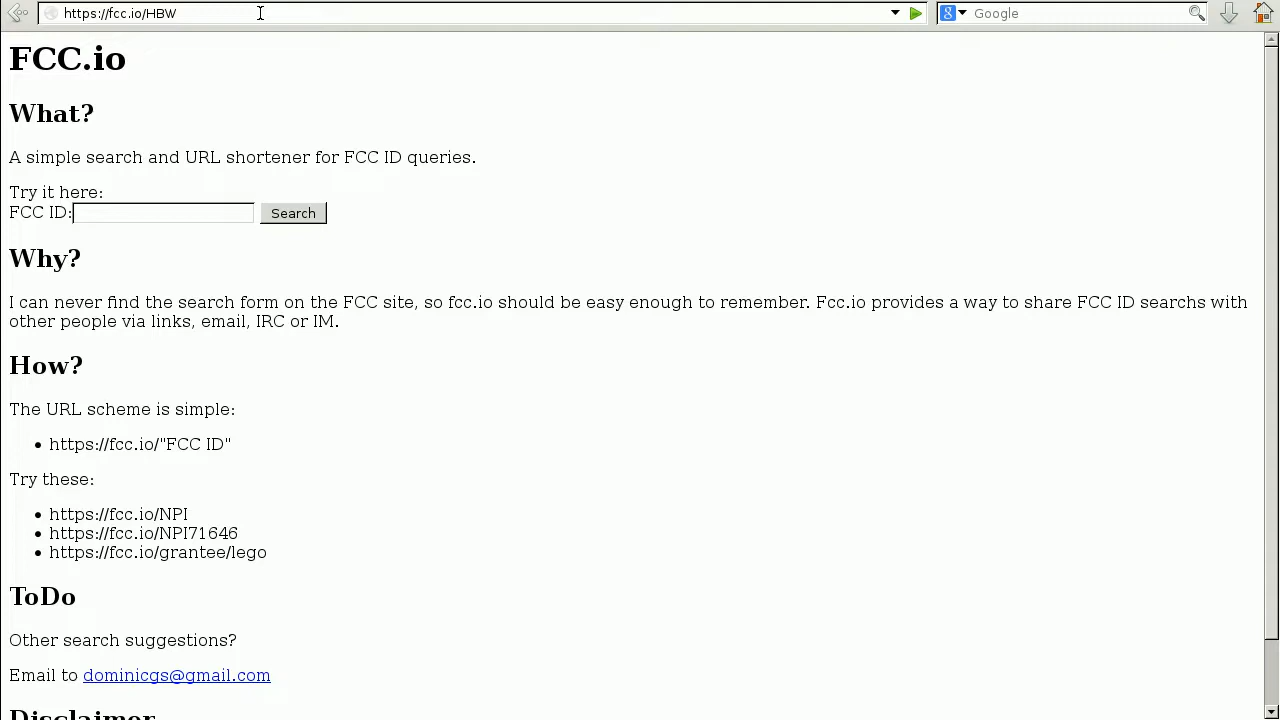 https://fcc.io/HBW
Google
FCC.io
What?
A simple search and URL shortener for FCC ID queries.
Try it here:
FCC ID:
Search
Why?
I can never find the search form on the FCC site, so fcc.io should be easy enough to remember. Fcc.io provides a way to share FCC ID searchs with
other people via links, email, IRC or IM.
How?
The URL scheme is simple:
• https://fcc.io/"FCC ID"
Try these:
• https://fcc.io/NPI
• https://fcc.io/NPI71646
• https://fcc.io/grantee/lego
ToDo
Other search suggestions?
Email to dominicgs@gmail.com
Disclaimer